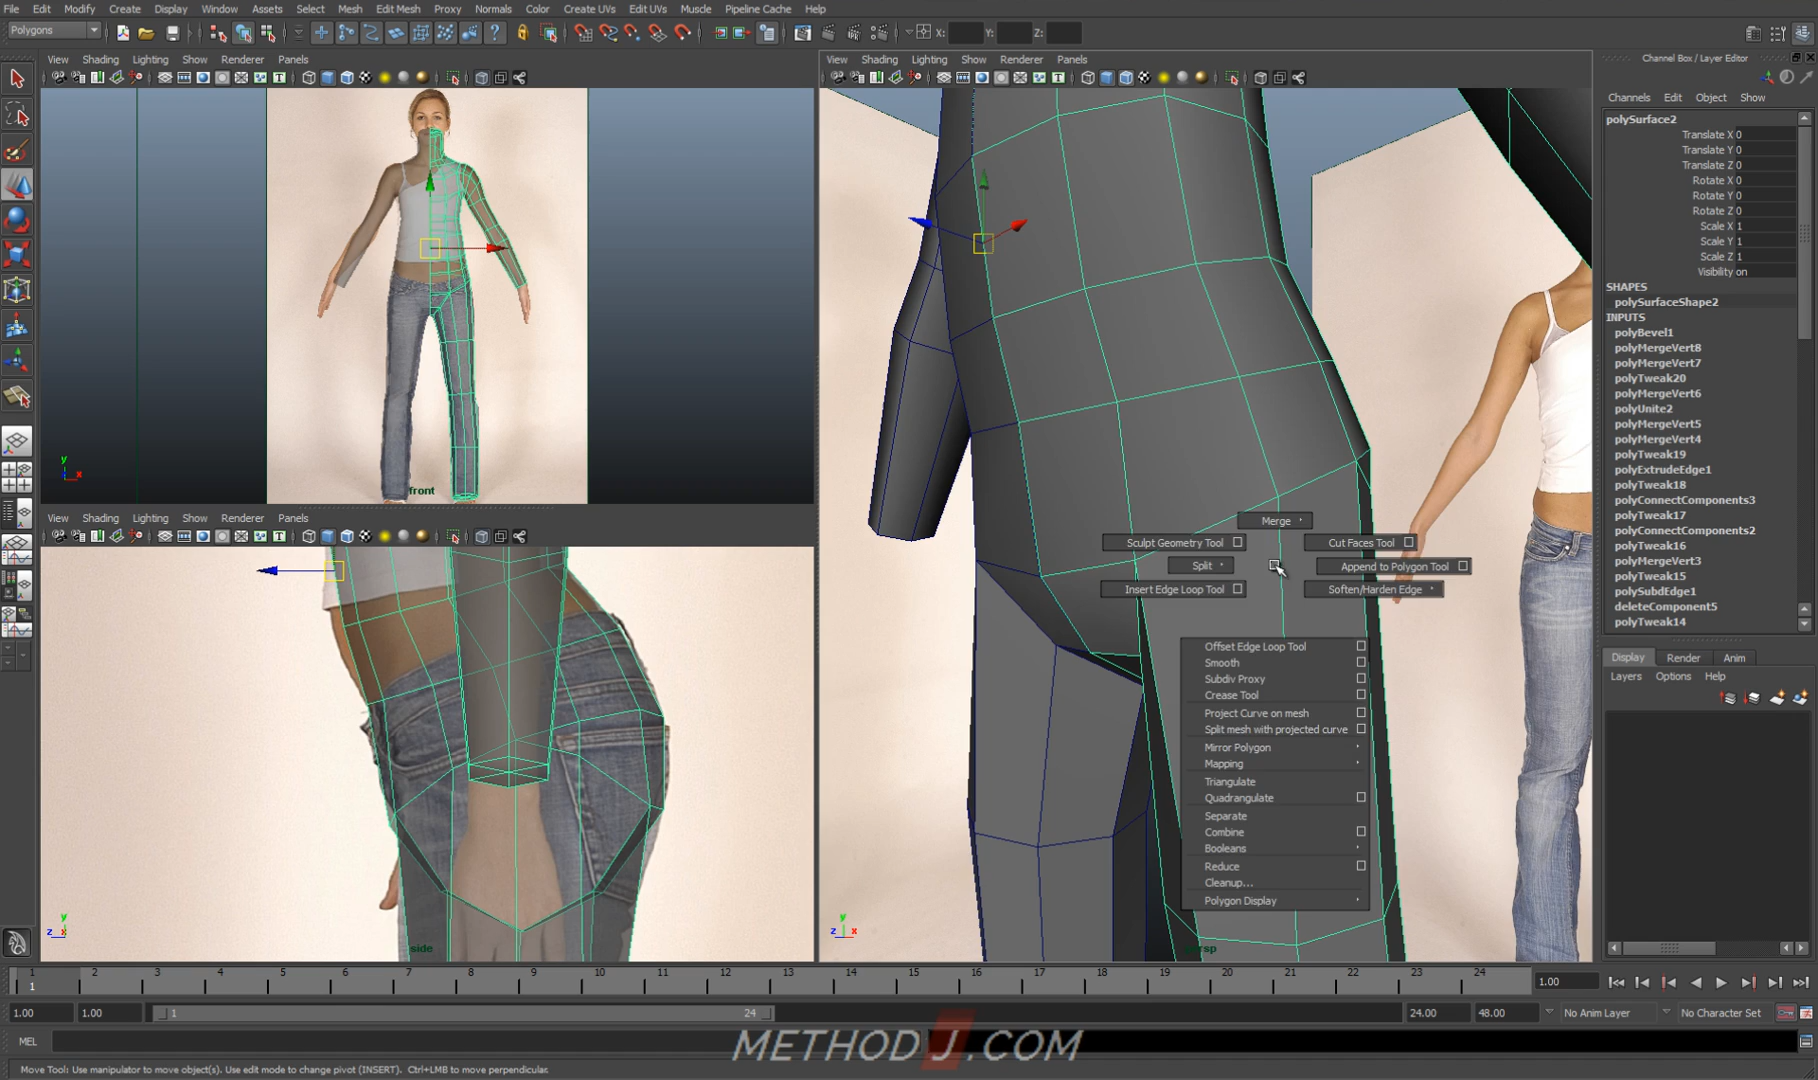 File Edit Modify Create Display Window Assets Select Mesh Edit Mesh Proxy Normals Color Create UVs Edit UVs Muscle Pipeline Cache Help
Polygons X: Y: Z:
View Shading Lighting Show Renderer Panels
View Shading Lighting Show Renderer Panels
front
View Shading Lighting Show Renderer Panels
side
persp
Merge
Sculpt Geometry Tool
Cut Faces Tool
Split
Append to Polygon Tool
Insert Edge Loop Tool
Soften/Harden Edge
Offset Edge Loop Tool
Smooth
Subdiv Proxy
Crease Tool
Project Curve on mesh
Split mesh with projected curve
Mirror Polygon
Mapping
Triangulate
Quadrangulate
Separate
Combine
Booleans
Reduce
Cleanup...
Polygon Display
Channel Box / Layer Editor
Channels Edit Object Show
polySurface2
Translate X 0
Translate Y 0
Translate Z 0
Rotate X 0
Rotate Y 0
Rotate Z 0
Scale X 1
Scale Y 1
Scale Z 1
Visibility on
SHAPES
polySurfaceShape2
INPUTS
polyBevel1
polyMergeVert8
polyMergeVert7
polyTweak20
polyMergeVert6
polyUnite2
polyMergeVert5
polyMergeVert4
polyTweak19
polyExtrudeEdge1
polyTweak18
polyConnectComponents3
polyTweak17
polyConnectComponents2
polyTweak16
polyMergeVert3
polyTweak15
polySubdEdge1
deleteComponent5
polyTweak14
Display Render Anim
Layers Options Help
1 2 3 4 5 6 7 8 9 10 11 12 13 14 15 16 17 18 19 20 21 22 23 24
1 1.00
1.00 1.00 1 24 24.00 48.00 No Anim Layer No Character Set
MEL
METHODJ.COM
Move Tool: Use manipulator to move object(s). Use edit mode to change pivot (INSERT). Ctrl+LMB to move perpendicular.